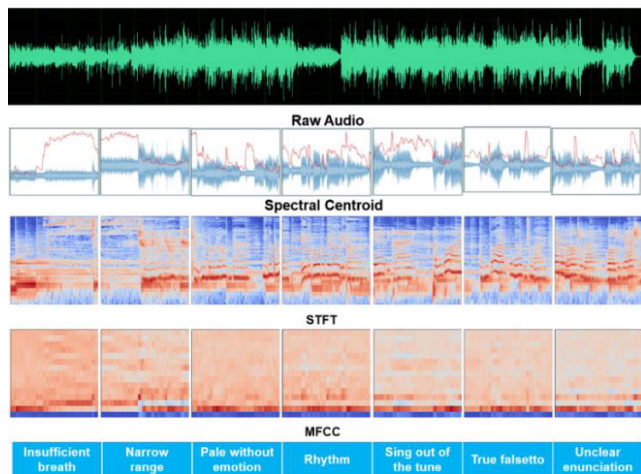 Raw Audio
Spectral Centroid
STFT
MFCC
Insufficient breath
Narrow range
Pale without emotion
Rhythm
Sing out of the tune
True falsetto
Unclear enunciation